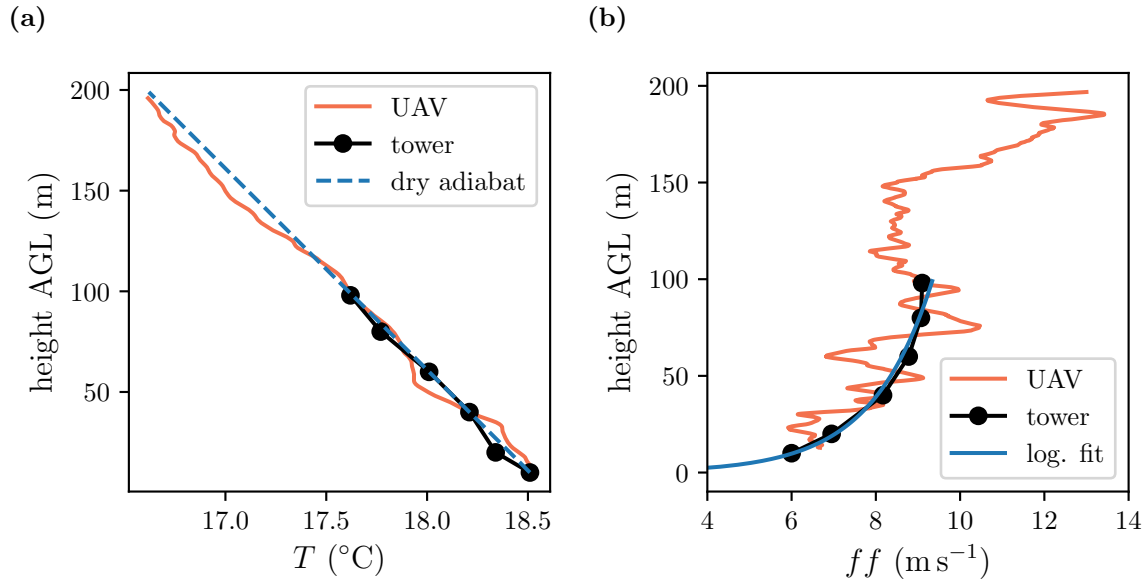 (a)
200
150
100
50
height AGL (m)
17.0 17.5 18.0 18.5
T (°C)
UAV
tower
dry adiabat
(b)
200
150
100
50
0
height AGL (m)
4 6 8 10 12 14
ff (m s⁻¹)
UAV
tower
log. fit